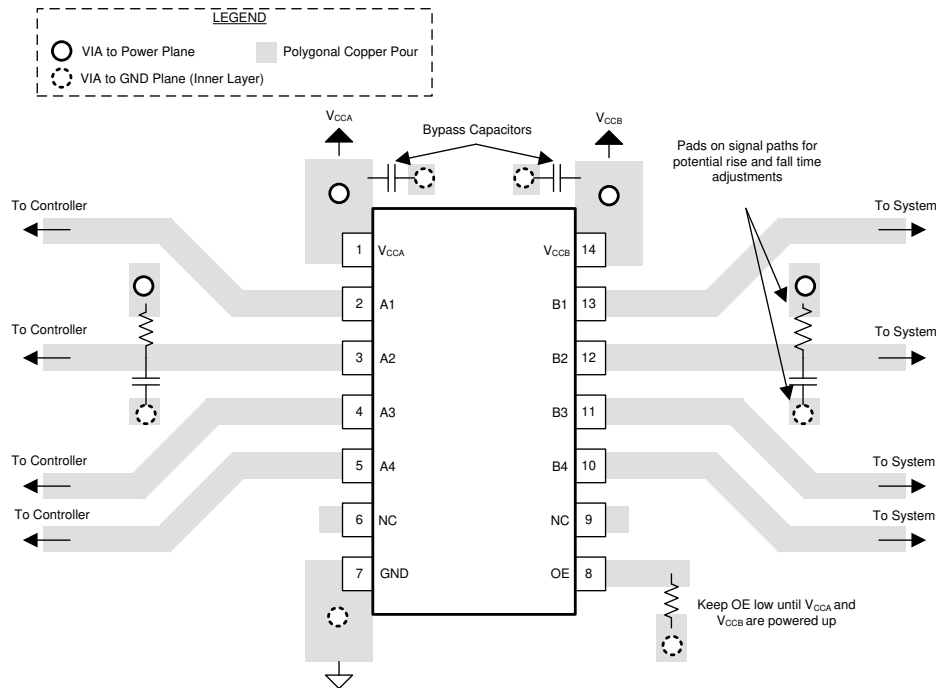 LEGEND
VIA to Power Plane
Polygonal Copper Pour
VIA to GND Plane (Inner Layer)
VCCA
Bypass Capacitors
VCCB
Pads on signal paths for
potential rise and fall time
adjustments
To Controller
To System
1 VCCA
VCCB 14
2 A1
B1 13
To Controller
To System
3 A2
B2 12
4 A3
B3 11
To Controller
To System
5 A4
B4 10
To Controller
To System
6 NC
NC 9
7 GND
OE 8
Keep OE low until VCCA and
VCCB are powered up